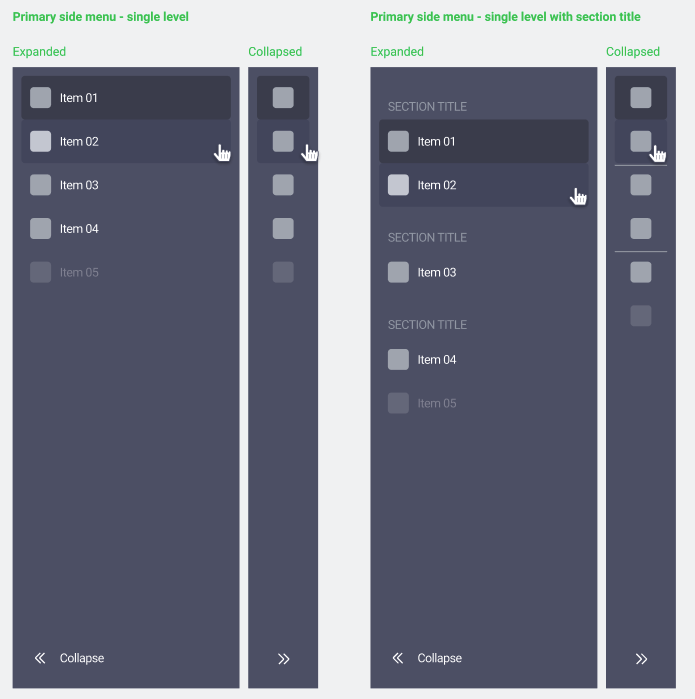 Primary side menu - single level
Expanded
Collapsed
Item 01
Item 02
Item 03
Item 04
Item 05
Collapse
Primary side menu - single level with section title
Expanded
Collapsed
SECTION TITLE
Item 01
Item 02
SECTION TITLE
Item 03
SECTION TITLE
Item 04
Item 05
Collapse